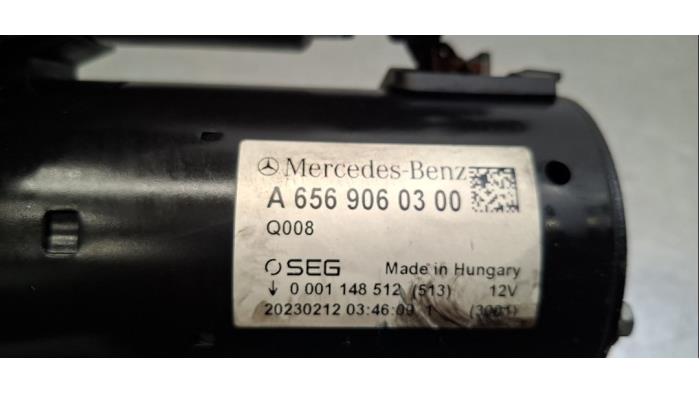 Mercedes-Benz
A 656 906 03 00
Q008
SEG Made in Hungary
↓ 0 001 148 512 (513) 12V
20230212 03:46:09 1 (3001)